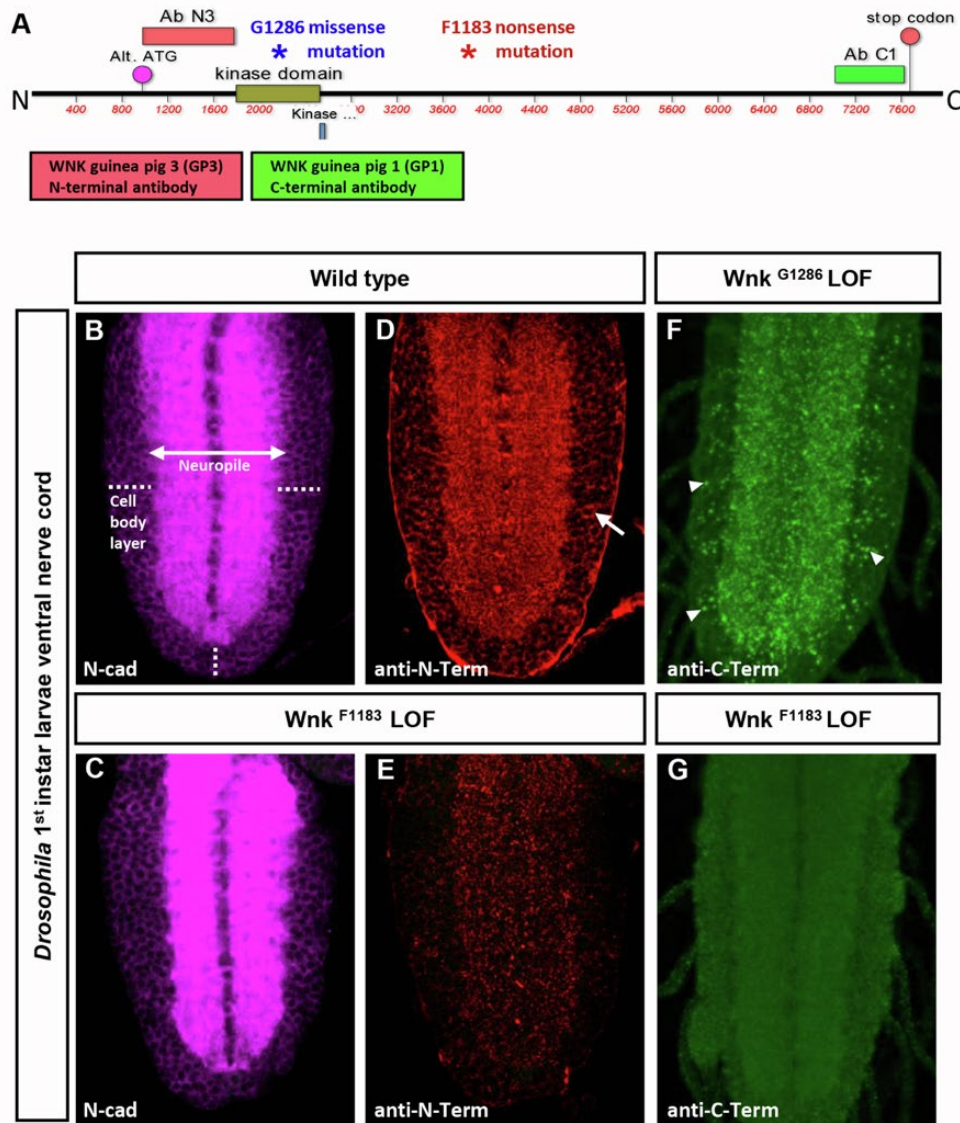 A
Ab N3
G1286 missense
mutation
*
F1183 nonsense
mutation
*
stop codon
Alt. ATG
kinase domain
Ab C1
N
C
400 800 1200 1600 2000 2800 3200 3600 4000 4400 4800 5200 5600 6000 6400 6800 7200 7600
Kinase ...
WNK guinea pig 3 (GP3)
N-terminal antibody
WNK guinea pig 1 (GP1)
C-terminal antibody
Wild type
Wnk G1286 LOF
Drosophila 1st instar larvae ventral nerve cord
B
Neuropile
Cell
body
layer
N-cad
D
anti-N-Term
F
anti-C-Term
Wnk F1183 LOF
Wnk F1183 LOF
C
N-cad
E
anti-N-Term
G
anti-C-Term